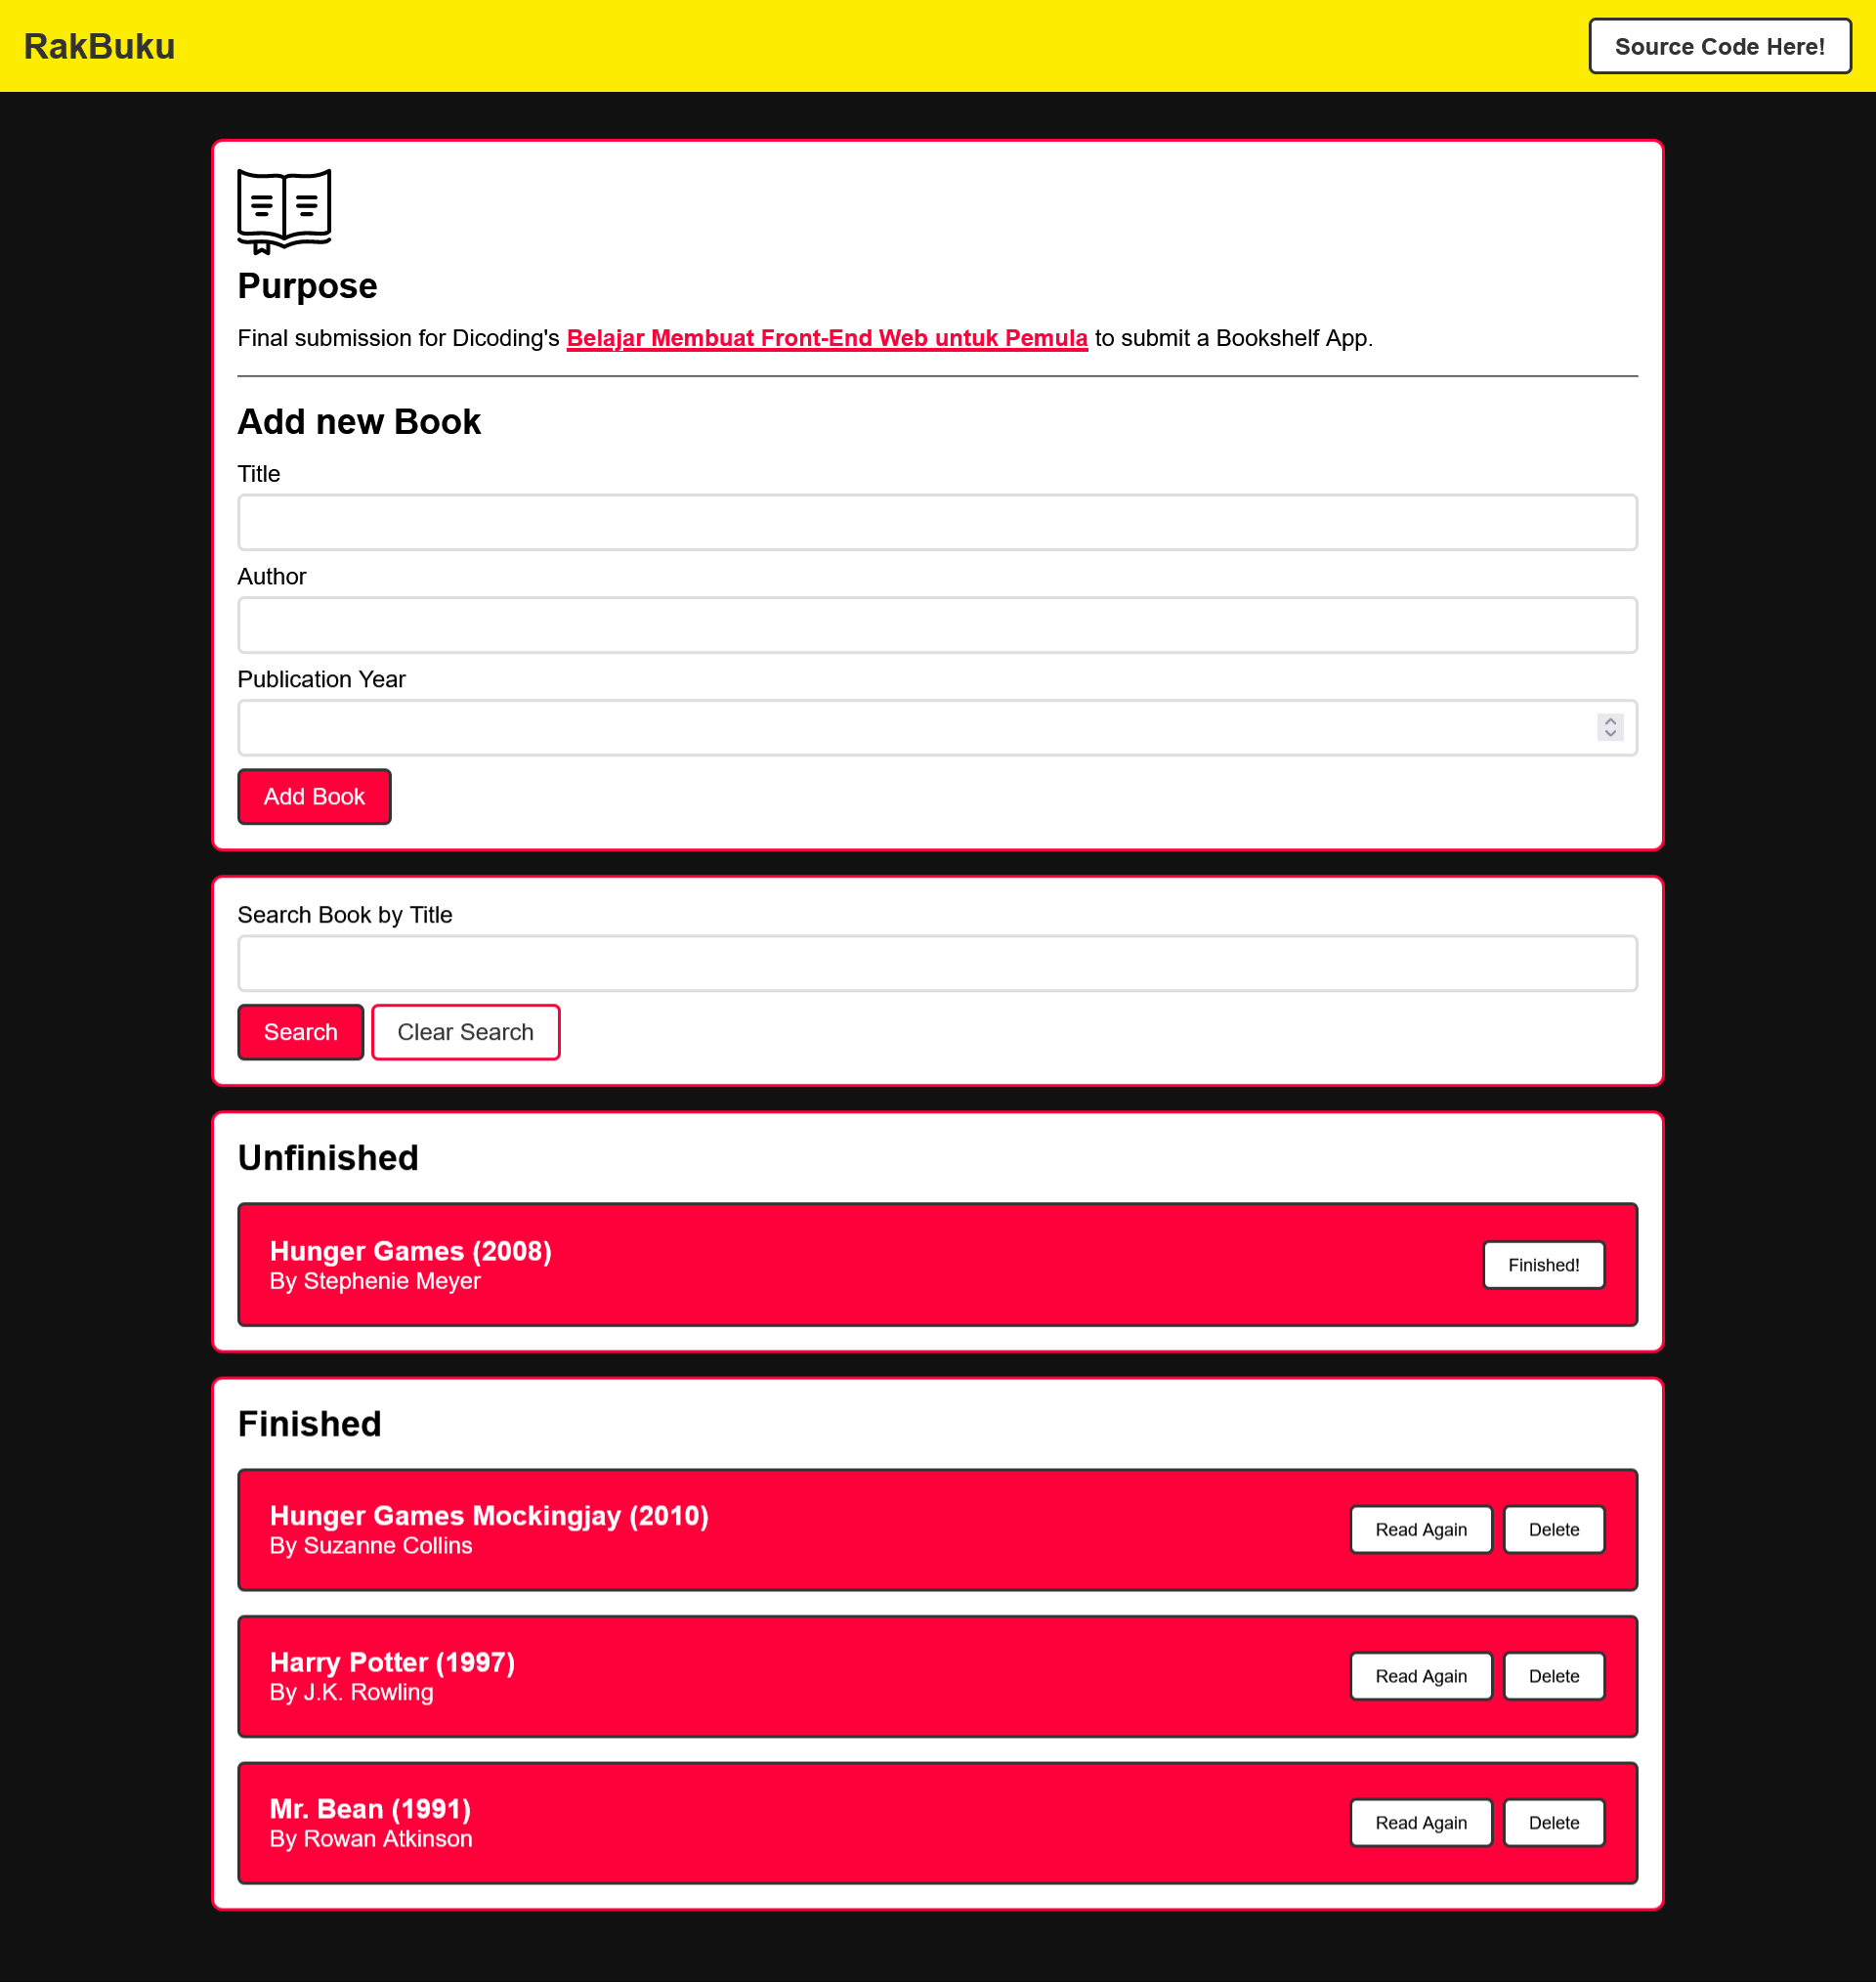 RakBuku
Source Code Here!
Purpose
Final submission for Dicoding's Belajar Membuat Front-End Web untuk Pemula to submit a Bookshelf App.
Add new Book
Title
Author
Publication Year
Add Book
Search Book by Title
Search
Clear Search
Unfinished
Hunger Games (2008)
By Stephenie Meyer
Finished!
Finished
Hunger Games Mockingjay (2010)
By Suzanne Collins
Read Again
Delete
Harry Potter (1997)
By J.K. Rowling
Read Again
Delete
Mr. Bean (1991)
By Rowan Atkinson
Read Again
Delete